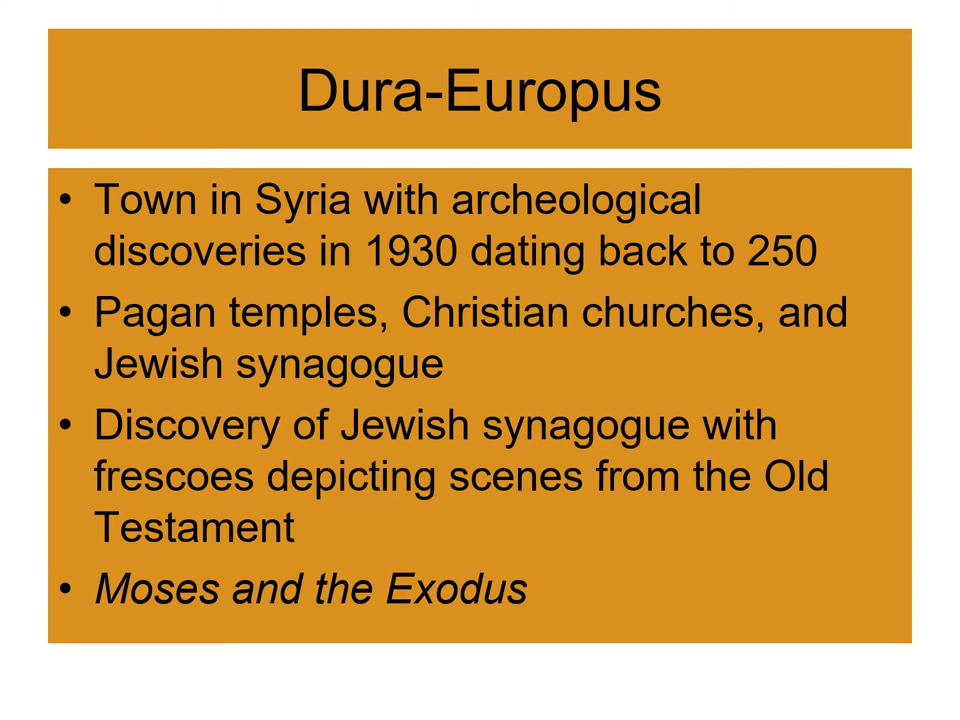 Dura-Europus
• Town in Syria with archeological
discoveries in 1930 dating back to 250
• Pagan temples, Christian churches, and
Jewish synagogue
• Discovery of Jewish synagogue with
frescoes depicting scenes from the Old
Testament
• Moses and the Exodus